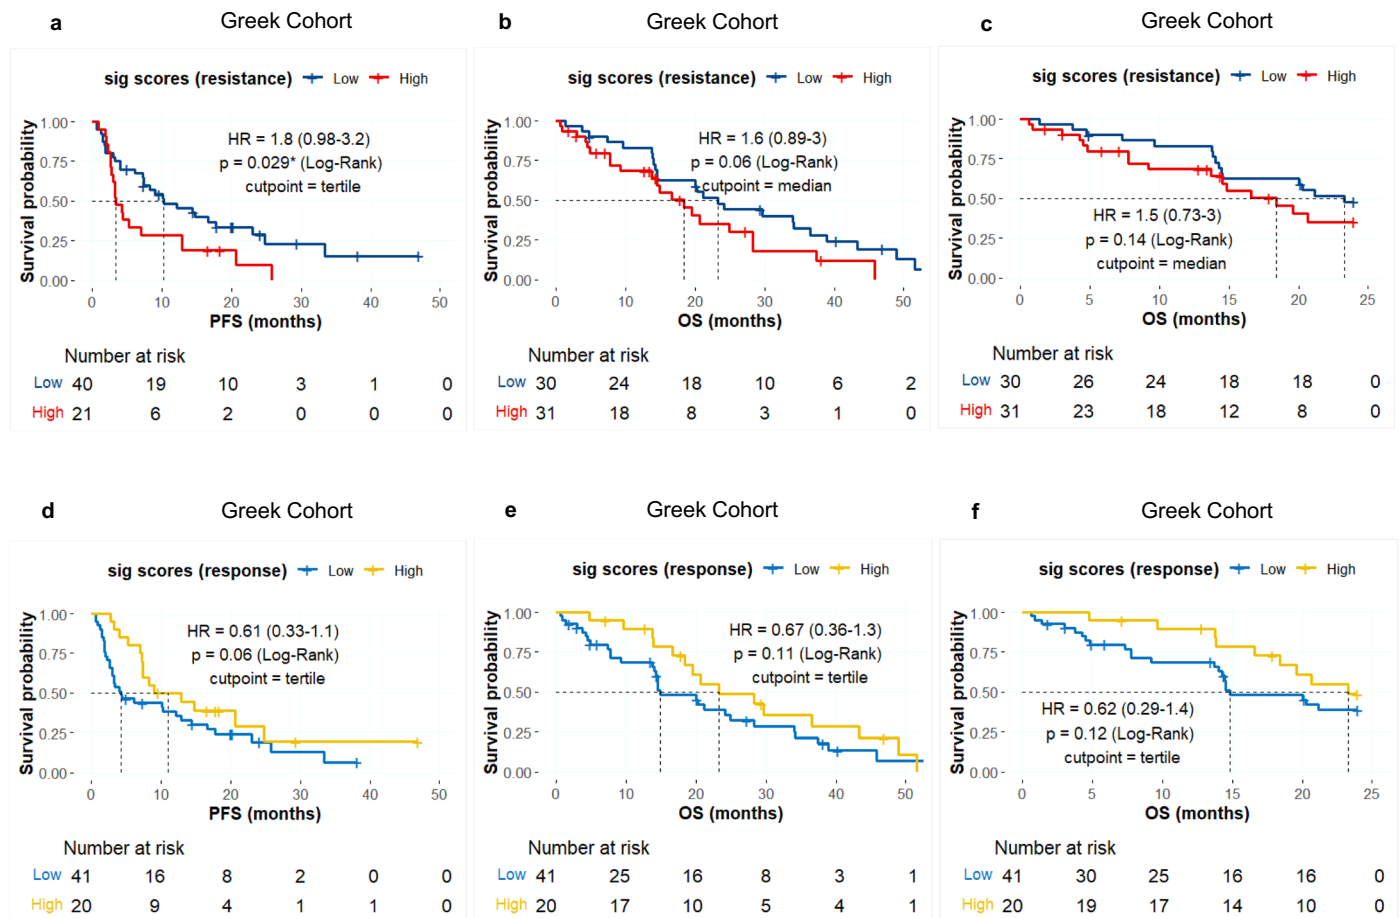 a Greek Cohort
sig scores (resistance) Low High
Survival probability
1.00
0.75
0.50
0.25
0.00
HR = 1.8 (0.98-3.2)
p = 0.029* (Log-Rank)
cutpoint = tertile
0 10 20 30 40 50
PFS (months)
Number at risk
Low 40 19 10 3 1 0
High 21 6 2 0 0 0
b Greek Cohort
sig scores (resistance) Low High
Survival probability
1.00
0.75
0.50
0.25
0.00
HR = 1.6 (0.89-3)
p = 0.06 (Log-Rank)
cutpoint = median
0 10 20 30 40 50
OS (months)
Number at risk
Low 30 24 18 10 6 2
High 31 18 8 3 1 0
c Greek Cohort
sig scores (resistance) Low High
Survival probability
1.00
0.75
0.50
0.25
0.00
HR = 1.5 (0.73-3)
p = 0.14 (Log-Rank)
cutpoint = median
0 5 10 15 20 25
OS (months)
Number at risk
Low 30 26 24 18 18 0
High 31 23 18 12 8 0
d Greek Cohort
sig scores (response) Low High
Survival probability
1.00
0.75
0.50
0.25
0.00
HR = 0.61 (0.33-1.1)
p = 0.06 (Log-Rank)
cutpoint = tertile
0 10 20 30 40 50
PFS (months)
Number at risk
Low 41 16 8 2 0 0
High 20 9 4 1 1 0
e Greek Cohort
sig scores (response) Low High
Survival probability
1.00
0.75
0.50
0.25
0.00
HR = 0.67 (0.36-1.3)
p = 0.11 (Log-Rank)
cutpoint = tertile
0 10 20 30 40 50
OS (months)
Number at risk
Low 41 25 16 8 3 1
High 20 17 10 5 4 1
f Greek Cohort
sig scores (response) Low High
Survival probability
1.00
0.75
0.50
0.25
0.00
HR = 0.62 (0.29-1.4)
p = 0.12 (Log-Rank)
cutpoint = tertile
0 5 10 15 20 25
OS (months)
Number at risk
Low 41 30 25 16 16 0
High 20 19 17 14 10 0